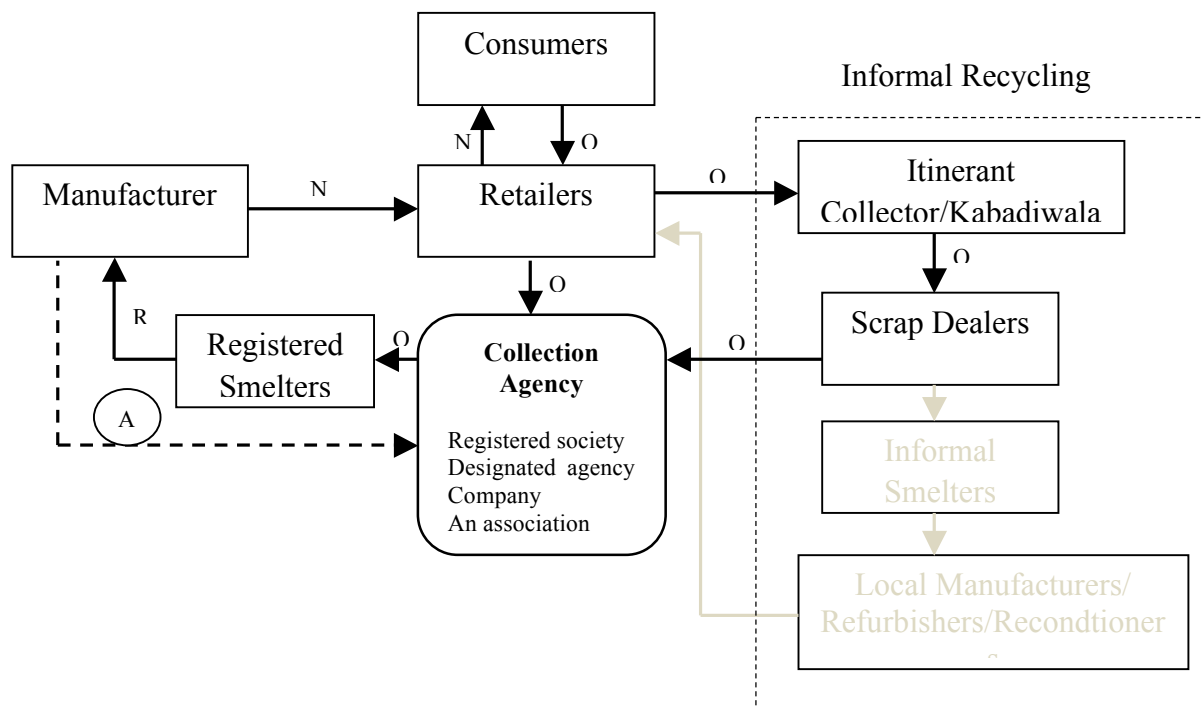 Consumers
Informal Recycling
N
O
Manufacturer
N
Retailers
O
Itinerant
Collector/Kabadiwala
O
O
R
Registered
Smelters
O
Collection
Agency
Registered society
Designated agency
Company
An association
O
Scrap Dealers
A
Informal
Smelters
Local Manufacturers/
Refurbishers/Recondtioner
s